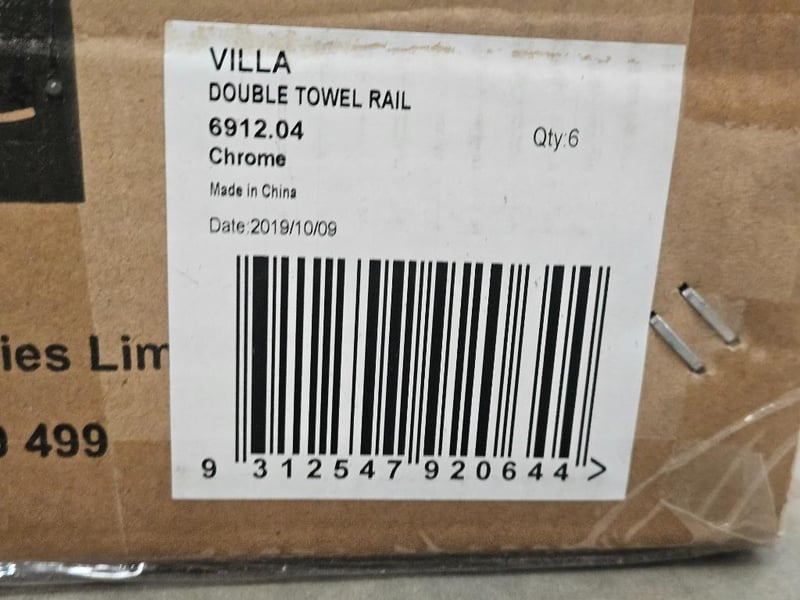 VILLA
DOUBLE TOWEL RAIL
6912.04
Qty:6
Chrome
Made in China
Date:2019/10/09
ies Lim
499
9 312547 920644 >